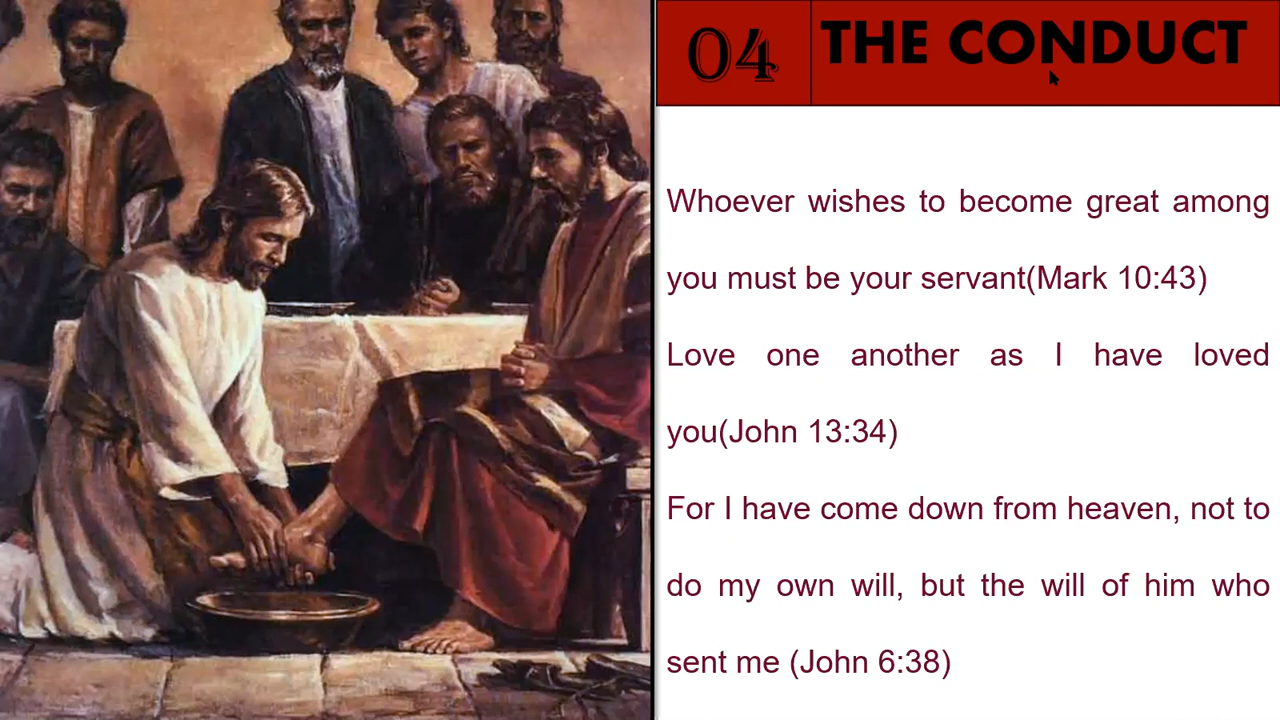 04 THE CONDUCT
Whoever wishes to become great among
you must be your servant(Mark 10:43)
Love one another as I have loved
you(John 13:34)
For I have come down from heaven, not to
do my own will, but the will of him who
sent me (John 6:38)